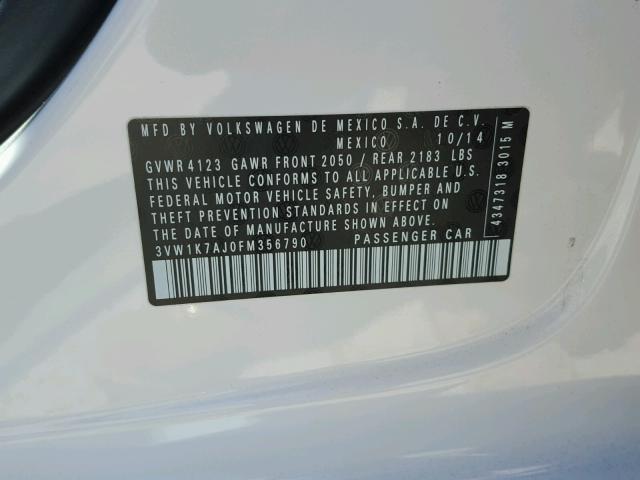 MFD BY VOLKSWAGEN DE MEXICO S.A. DE C.V.
MEXICO 10/14
GVWR 4123 GAWR FRONT 2050 / REAR 2183 LBS
THIS VEHICLE CONFORMS TO ALL APPLICABLE U.S.
FEDERAL MOTOR VEHICLE SAFETY, BUMPER AND
THEFT PREVENTION STANDARDS IN EFFECT ON
THE DATE OF MANUFACTURE SHOWN ABOVE.
3VW1K7AJ0FM356790 PASSENGER CAR
4347318 3015 M